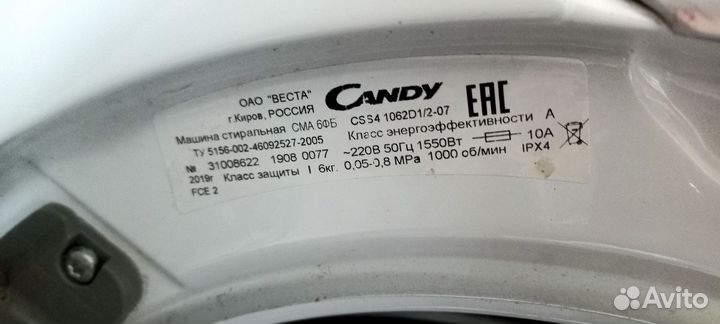 ОАО "ВЕСТА"
г.Киров, РОССИЯ
CANDY
EAC
Машина стиральная СМА 6ФБ CSS4 1062D1/2-07
ТУ 5156-002-46092527-2005 Класс энергоэффективности A
№ 31008622 1908 0077 ~220В 50Гц 1550Вт 10А
2019г Класс защиты I 6кг. 0,05-0,8 МРа 1000 об/мин IPX4
FCE 2
Avito